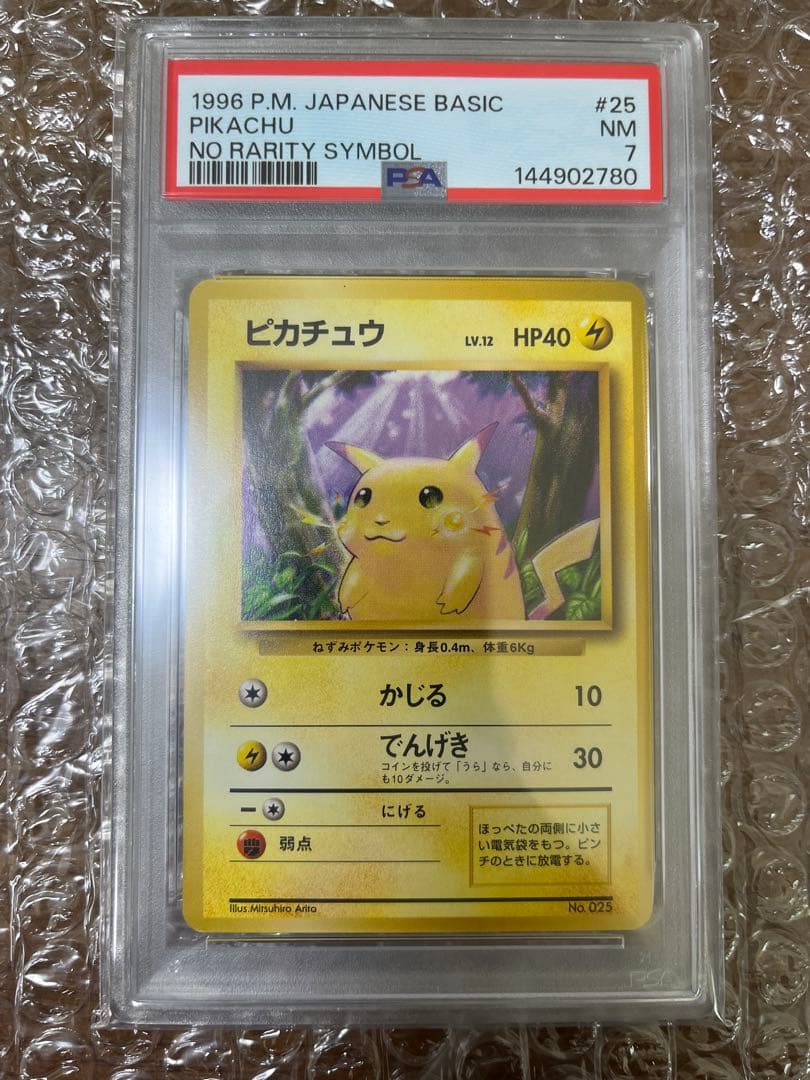 1996 P.M. JAPANESE BASIC #25
PIKACHU NM
NO RARITY SYMBOL 7
PSA 144902780
ピカチュウ LV.12 HP40
ねずみポケモン：身長0.4m、体重6Kg
かじる 10
でんげき 30
コインを投げて「うら」なら、自分に
も10ダメージ。
にげる
弱点
ほっぺたの両側に小さ
い電気袋をもつ。ピン
チのときに放電する。
Illus.Mitsuhiro Arita No. 025
PSA